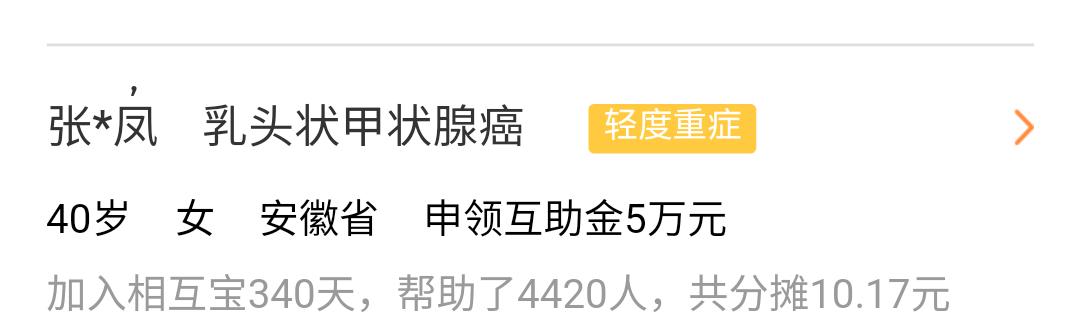 张*凤 乳头状甲状腺癌 轻度重症
40岁 女 安徽省 申领互助金5万元
加入相互宝340天，帮助了4420人，共分摊10.17元